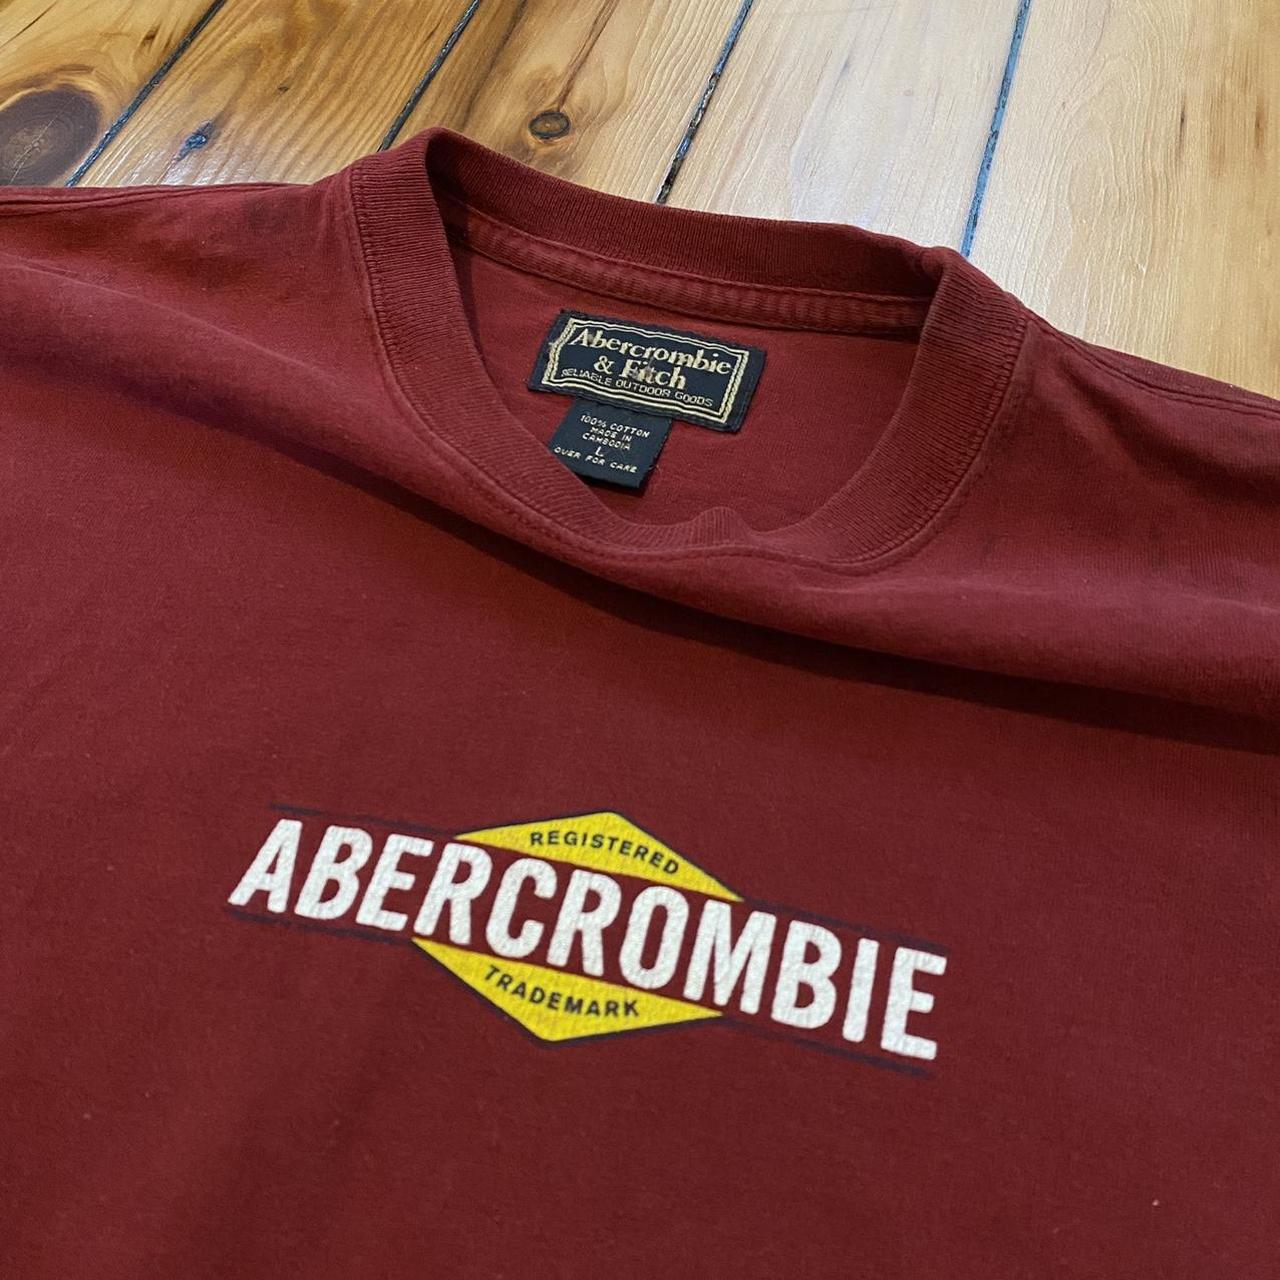 Abercrombie
& Fitch
RELIABLE OUTDOOR GOODS
100% COTTON
MADE IN
CAMBODIA
L
OVER FOR CARE
REGISTERED
ABERCROMBIE
TRADEMARK